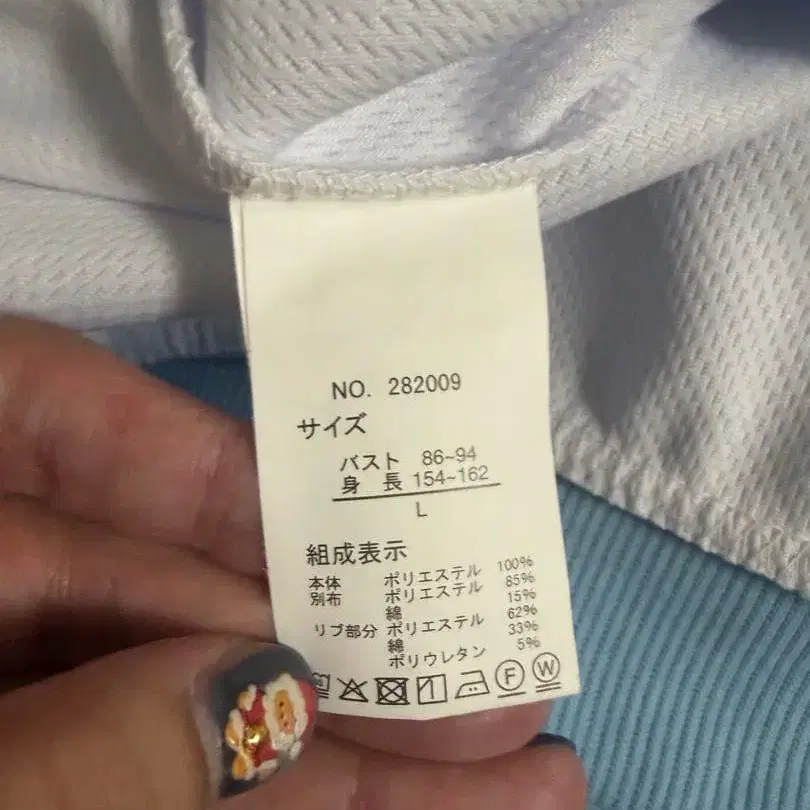 NO. 282009
サイズ
バスト 86~94
身長 154~162
L
組成表示
本体 ポリエステル 100%
別布 ポリエステル 85%
綿 15%
リブ部分 ポリエステル 62%
綿 33%
ポリウレタン 5%
F W